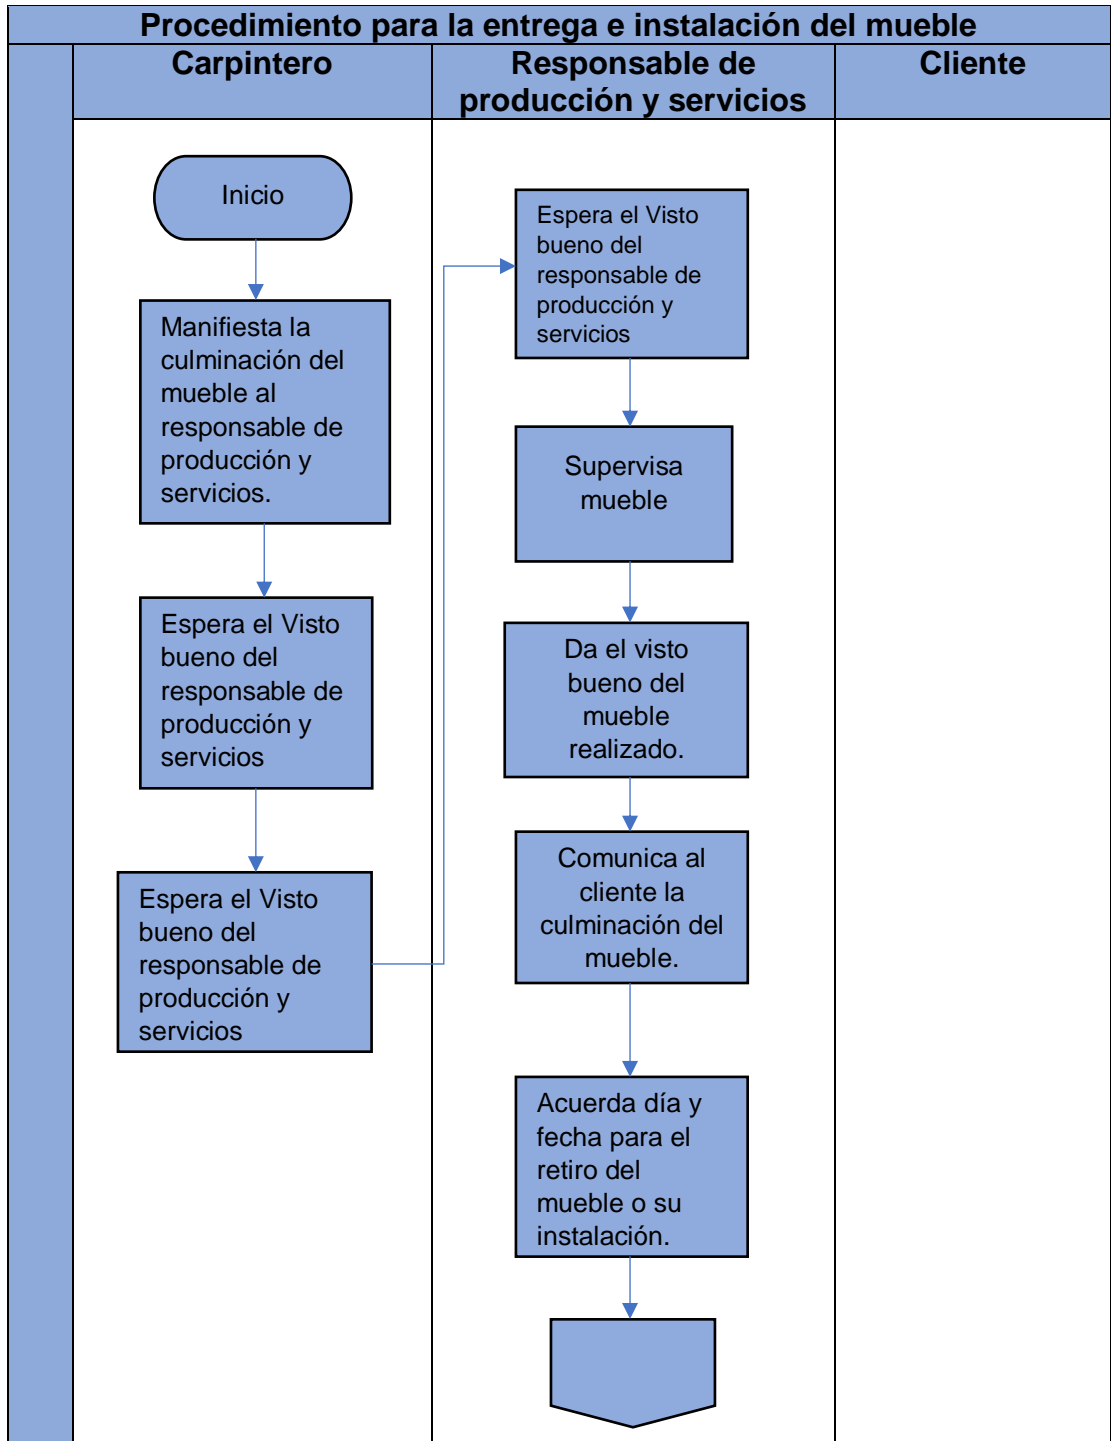 Procedimiento para la entrega e instalación del mueble
Carpintero
Responsable de
producción y servicios
Cliente
Inicio
Manifiesta la
culminación del
mueble al
responsable de
producción y
servicios.
Espera el Visto
bueno del
responsable de
producción y
servicios
Espera el Visto
bueno del
responsable de
producción y
servicios
Espera el Visto
bueno del
responsable de
producción y
servicios
Supervisa
mueble
Da el visto
bueno del
mueble
realizado.
Comunica al
cliente la
culminación del
mueble.
Acuerda día y
fecha para el
retiro del
mueble o su
instalación.